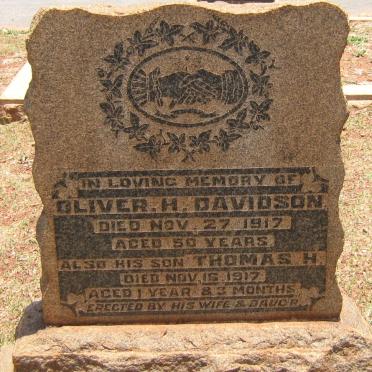 IN LOVING MEMORY OF
OLIVER. H. DAVIDSON
DIED NOV. 27. 1917.
AGED 50 YEARS.
ALSO HIS SON THOMAS H.
DIED NOV. 15. 1917.
AGED 1 YEAR & 3 MONTHS.
ERECTED BY HIS WIFE & DAUGR.